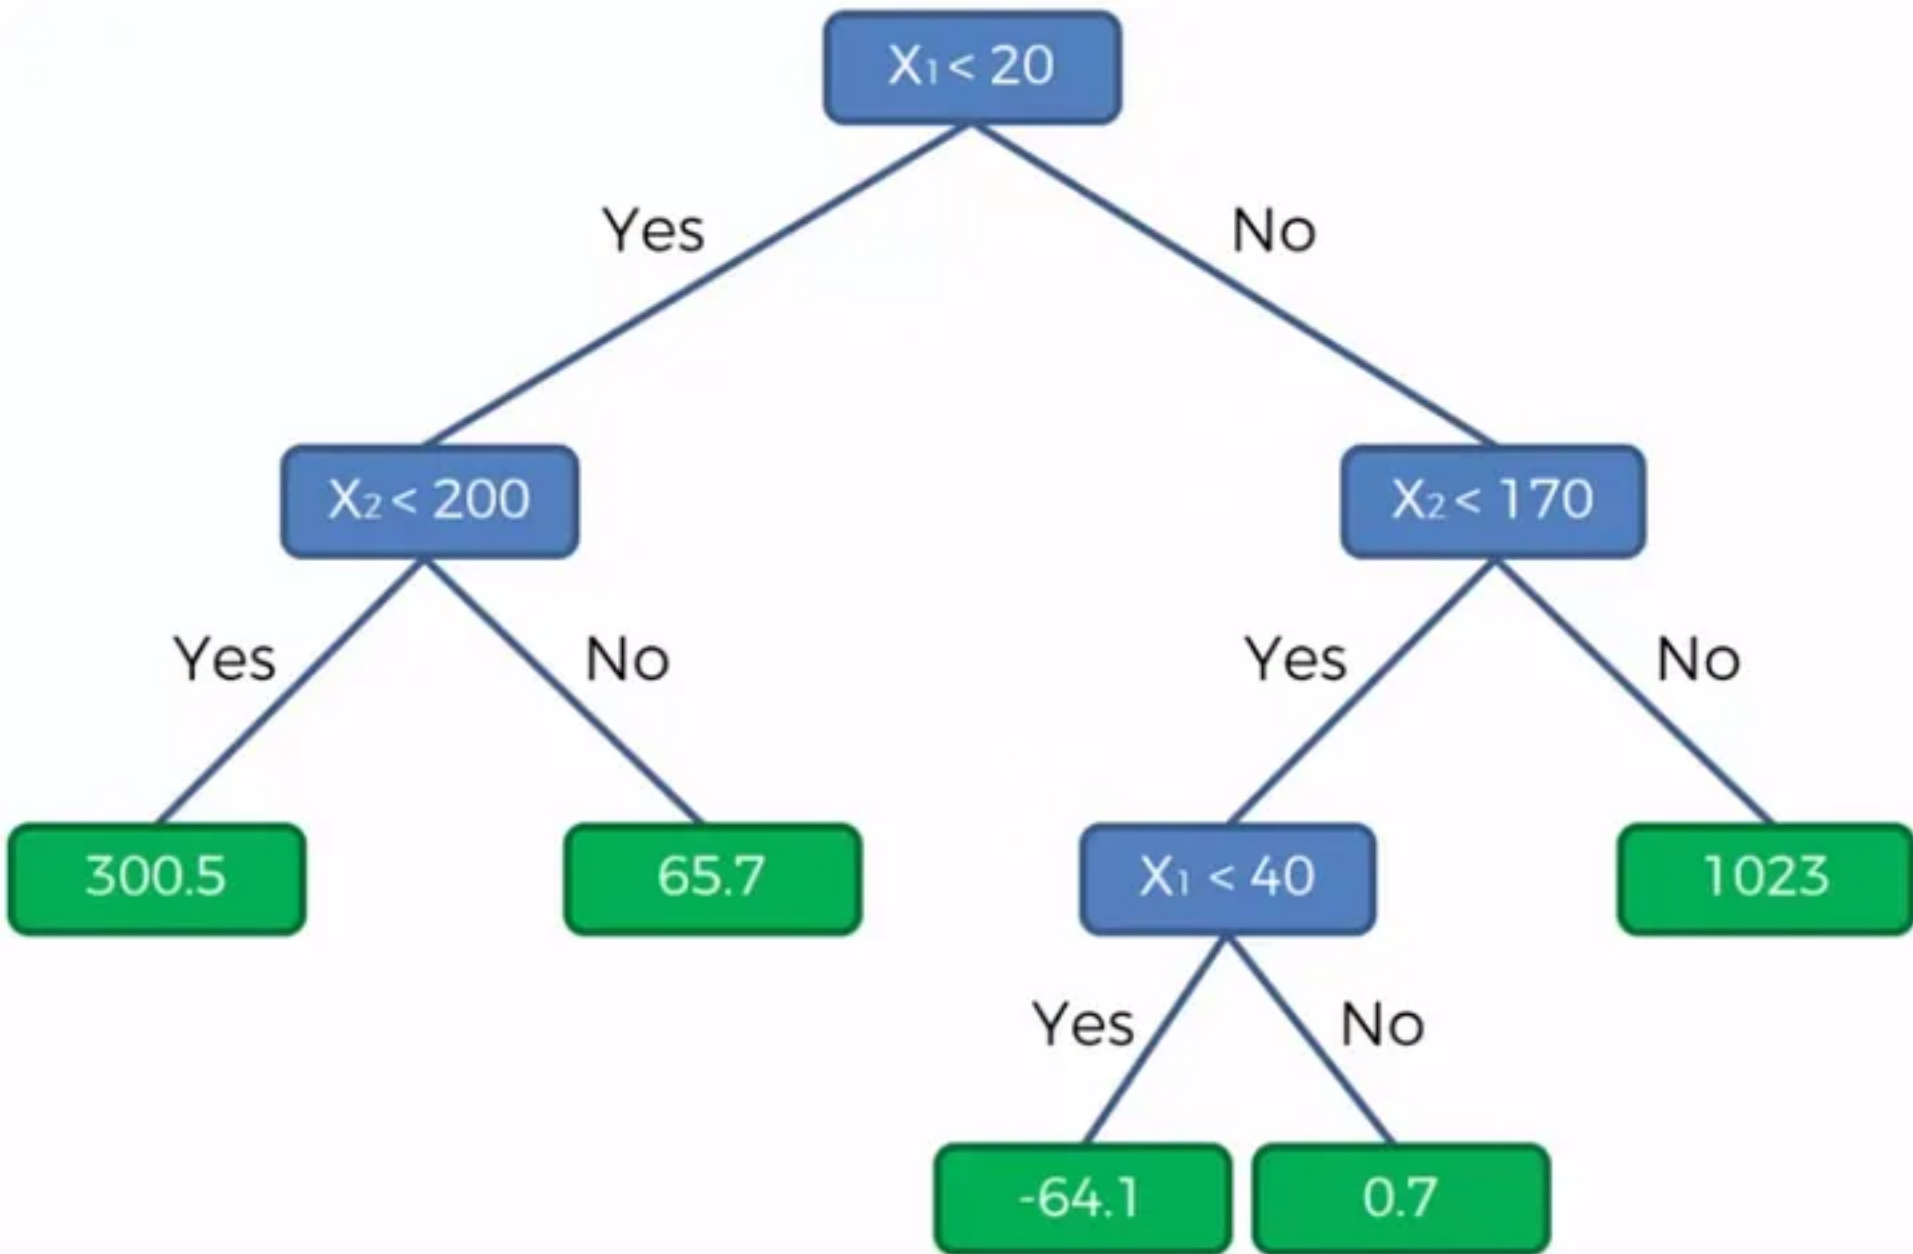 X₁ < 20
Yes
No
X₂ < 200
X₂ < 170
Yes
No
Yes
No
300.5
65.7
X₁ < 40
1023
Yes
No
-64.1
0.7